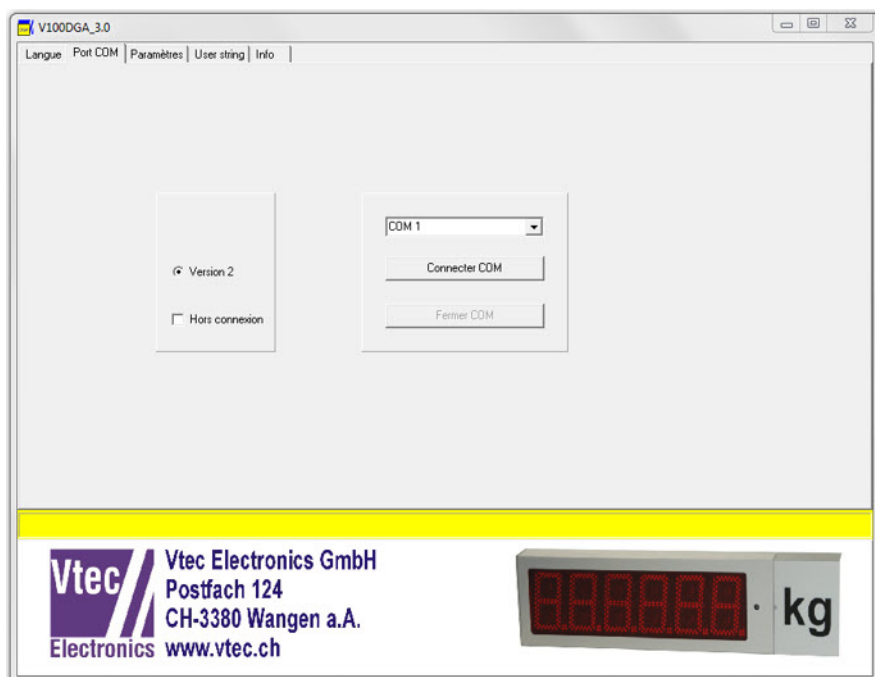 V100DGA_3.0
Langue Port COM Paramètres User string Info
COM 1
Version 2
Connecter COM
Hors connexion
Fermer COM
Vtec
Electronics
Vtec Electronics GmbH
Postfach 124
CH-3380 Wangen a.A.
www.vtec.ch
kg